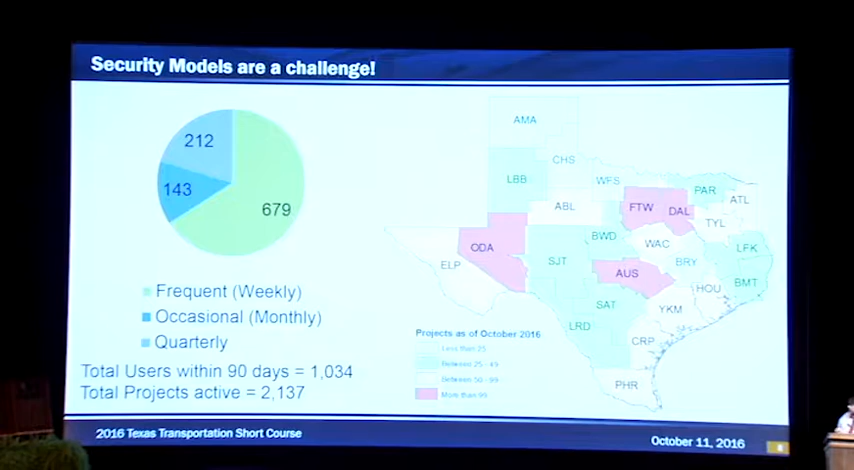 Security Models are a challenge!
212
143
679
Frequent (Weekly)
Occasional (Monthly)
Quarterly
Total Users within 90 days = 1,034
Total Projects active = 2,137
AMA
CHS
LBB
WFS
PAR
ATL
ABL
FTW
DAL
TYL
ODA
BWD
WAC
LFK
ELP
SJT
BRY
AUS
HOU
BMT
SAT
YKM
LRD
CRP
PHR
Projects as of October 2016
Less than 25
Between 25 - 49
Between 50 - 99
More than 99
2016 Texas Transportation Short Course
October 11, 2016